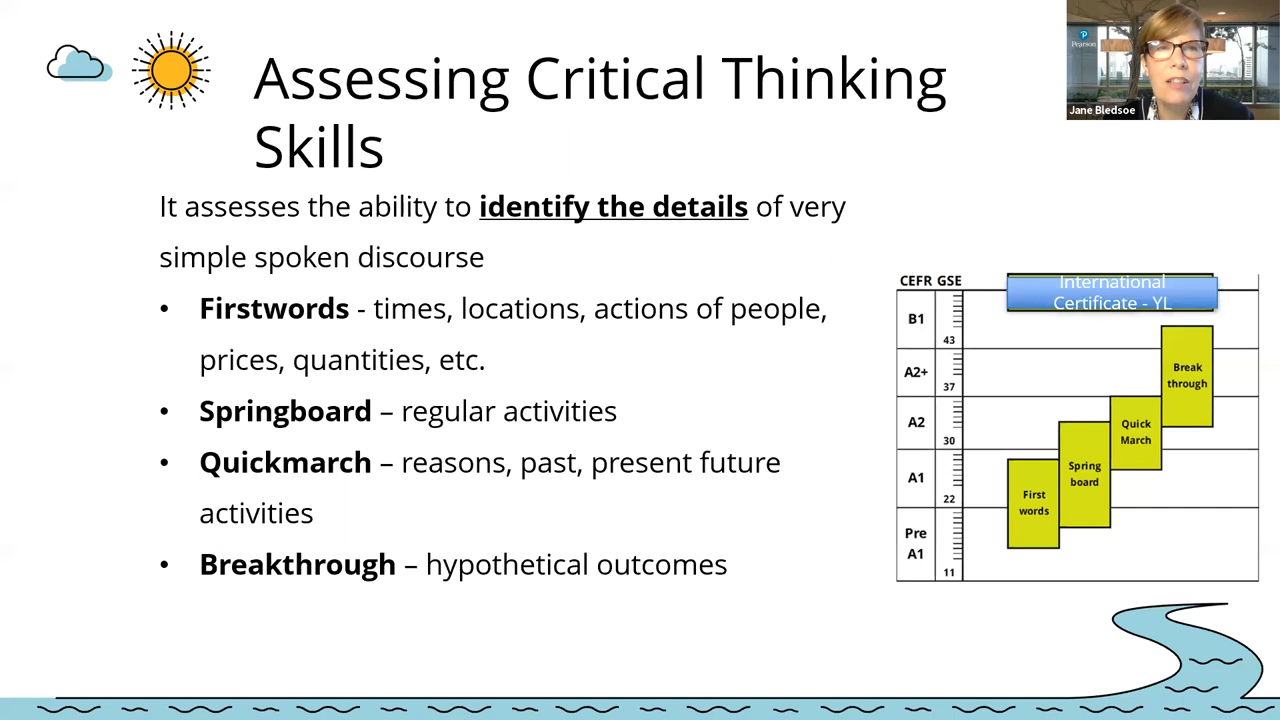 Assessing Critical Thinking
Skills
Pearson
Jane Bledsoe
It assesses the ability to identify the details of very
simple spoken discourse
• Firstwords - times, locations, actions of people,
prices, quantities, etc.
• Springboard – regular activities
• Quickmarch – reasons, past, present future
activities
• Breakthrough – hypothetical outcomes
CEFR GSE
International
Certificate - YL
B1
43
A2+
37
A2
30
A1
22
Pre
A1
11
Break
through
Quick
March
Spring
board
First
words